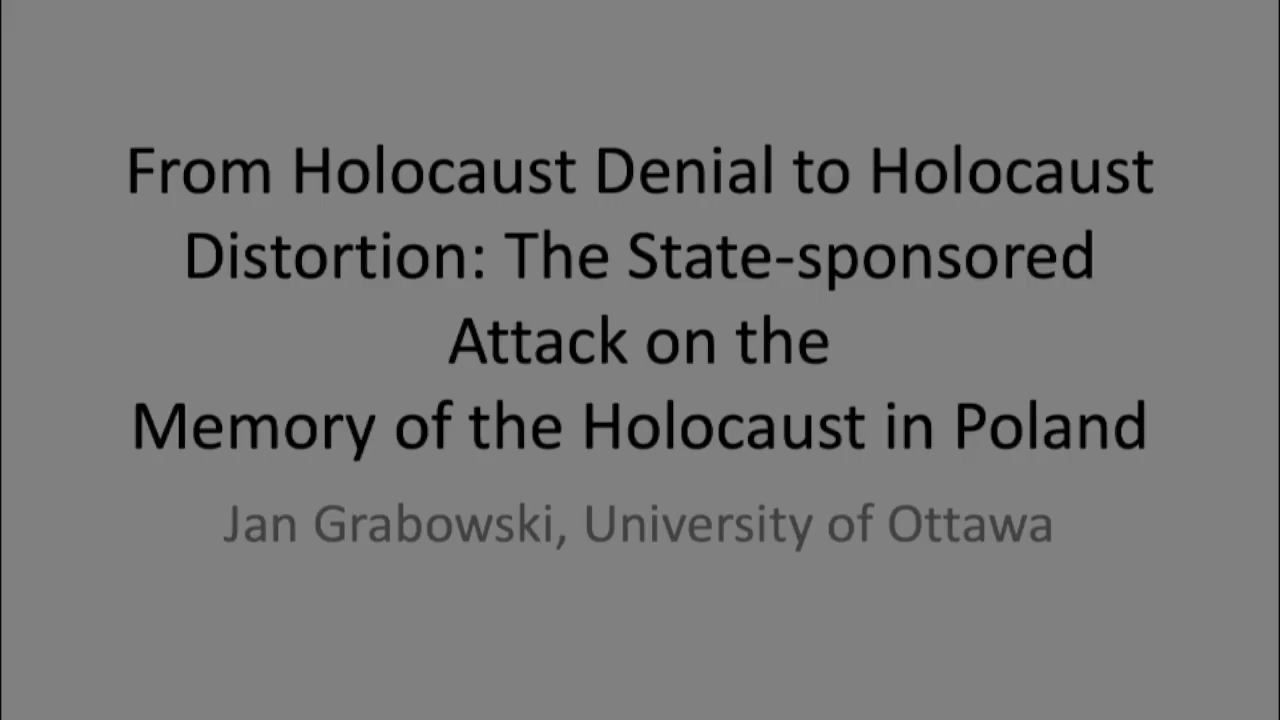 From Holocaust Denial to Holocaust
Distortion: The State-sponsored
Attack on the
Memory of the Holocaust in Poland
Jan Grabowski, University of Ottawa